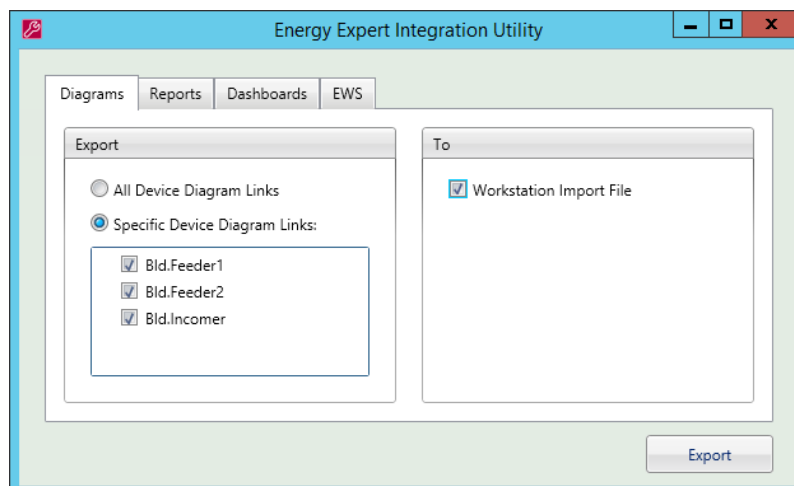 Energy Expert Integration Utility
Diagrams Reports Dashboards EWS
Export
All Device Diagram Links
Specific Device Diagram Links:
Bld.Feeder1
Bld.Feeder2
Bld.Incomer
To
Workstation Import File
Export